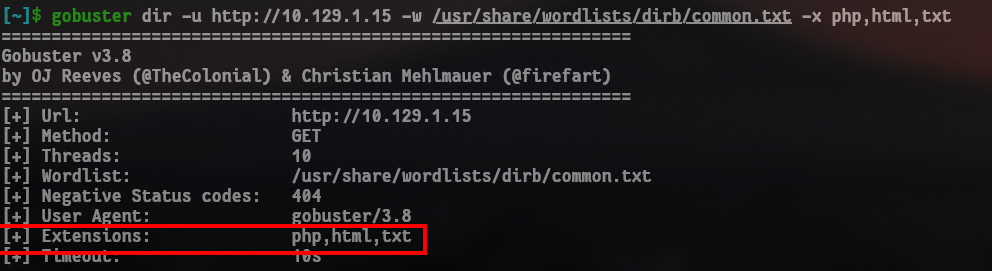 [~]$ gobuster dir -u http://10.129.1.15 -w /usr/share/wordlists/dirb/common.txt -x php,html,txt
===============================================================
Gobuster v3.8
by OJ Reeves (@TheColonial) & Christian Mehlmauer (@firefart)
===============================================================
[+] Url:                     http://10.129.1.15
[+] Method:                  GET
[+] Threads:                 10
[+] Wordlist:                /usr/share/wordlists/dirb/common.txt
[+] Negative Status codes:   404
[+] User Agent:              gobuster/3.8
[+] Extensions:              php,html,txt
[+] Timeout:                 10s